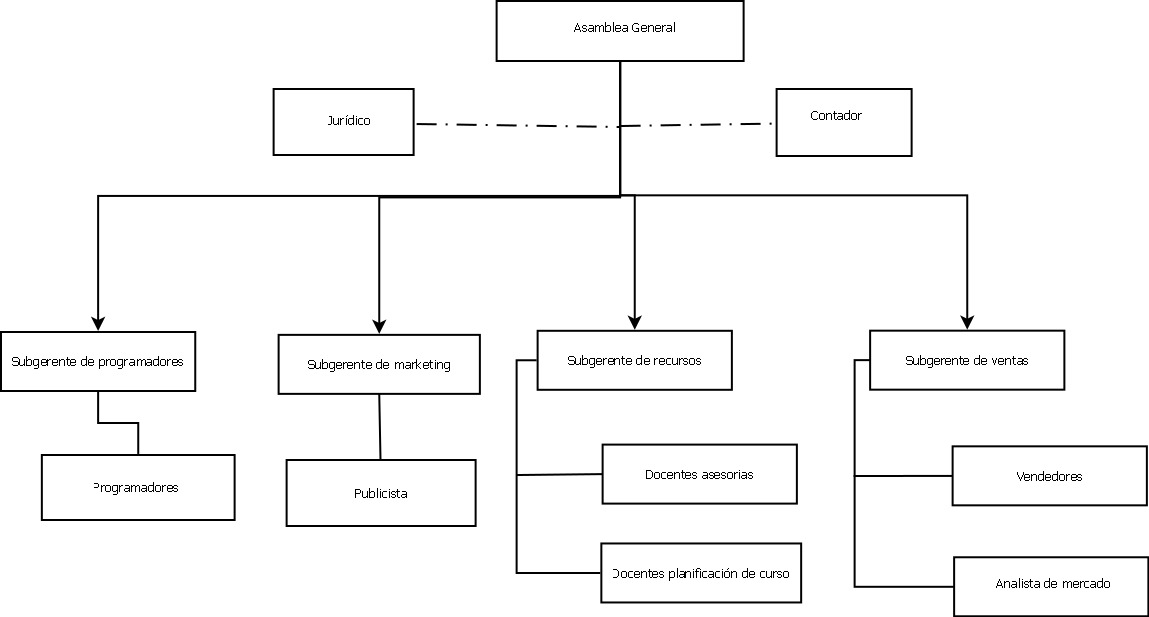 Asamblea General
Jurídico
Contador
Subgerente de programadores
Subgerente de marketing
Subgerente de recursos
Subgerente de ventas
Programadores
Publicista
Docentes asesorias
Vendedores
Docentes planificación de curso
Analista de mercado